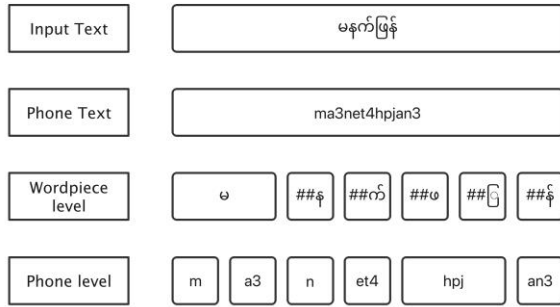 Input Text မနက်ဖြန်
Phone Text ma3net4hpjan3
Wordpiece level မ ##န ##က် ##ဖ ##ြ ##န်
Phone level m a3 n et4 hpj an3